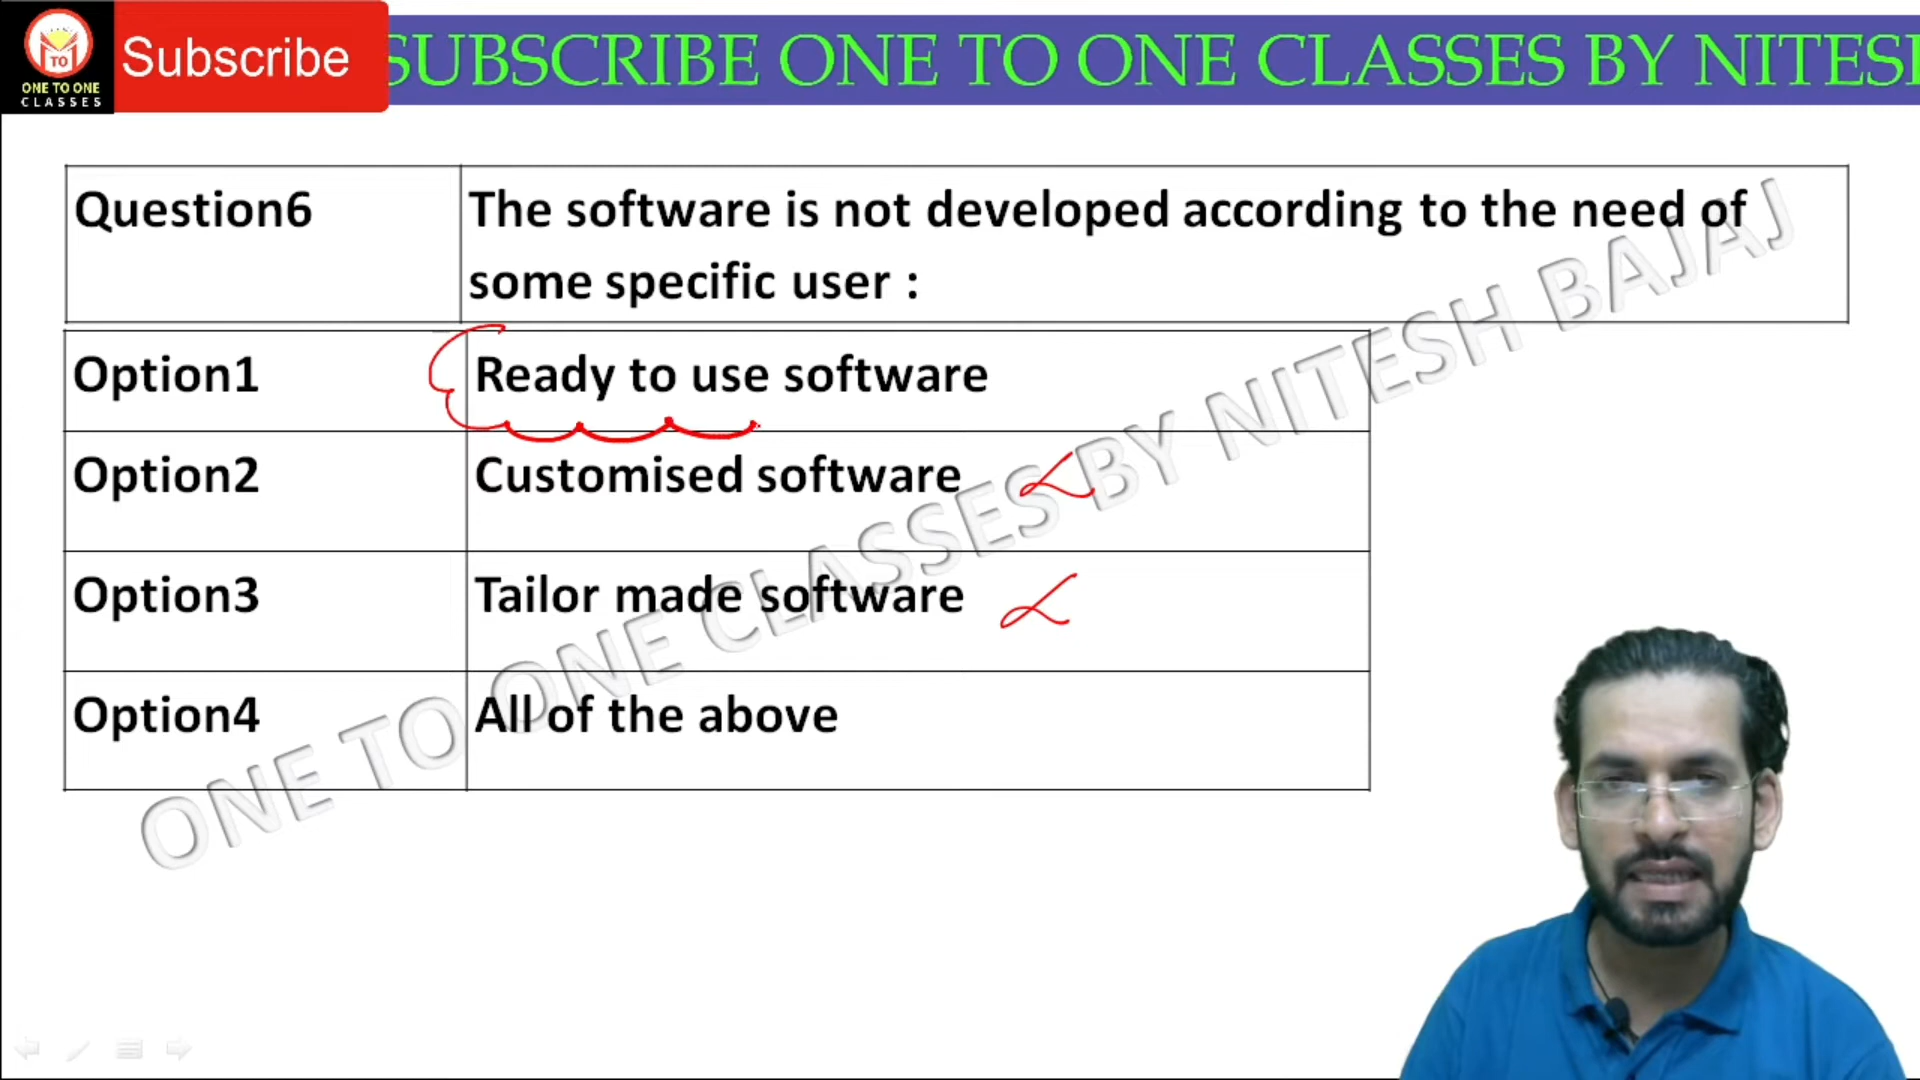 TO
ONE TO ONE
CLASSES
Subscribe
SUBSCRIBE ONE TO ONE CLASSES BY NITESH
Question6
The software is not developed according to the need of
some specific user :
Option1
Ready to use software
Option2
Customised software
Option3
Tailor made software
Option4
All of the above
ONE TO ONE CLASSES BY NITESH BAJAJ